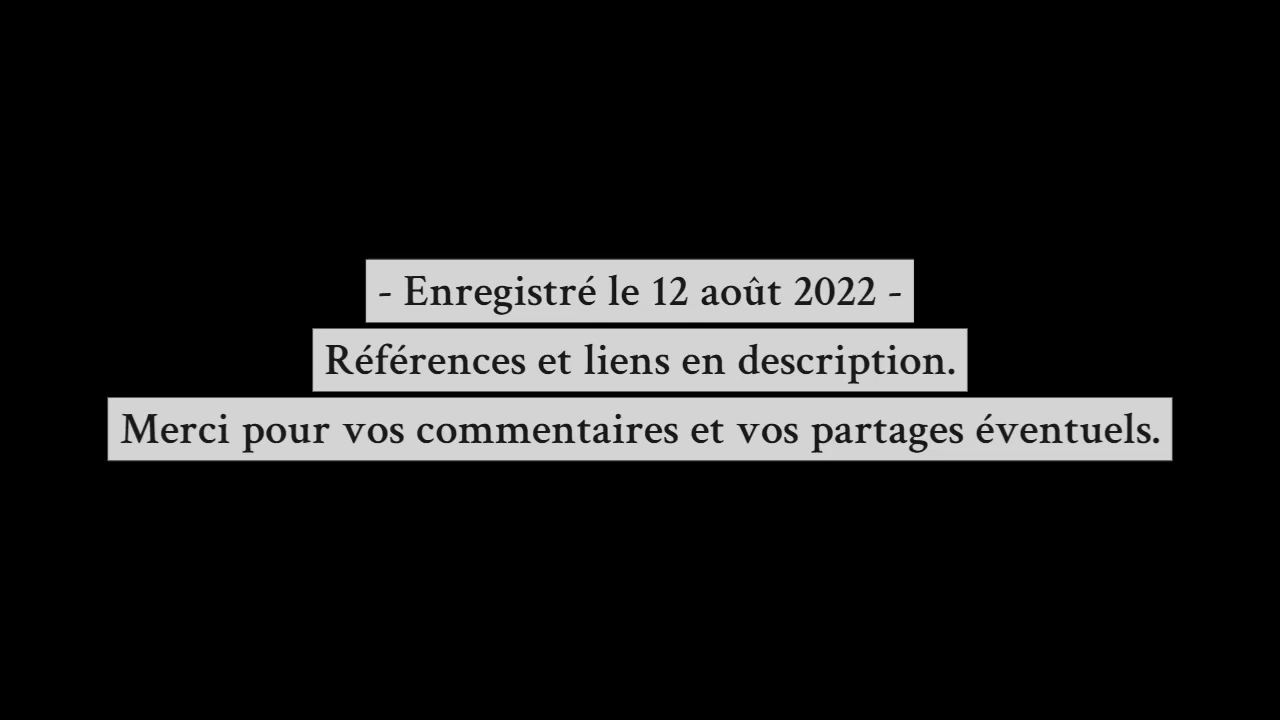 - Enregistré le 12 août 2022 -
Références et liens en description.
Merci pour vos commentaires et vos partages éventuels.